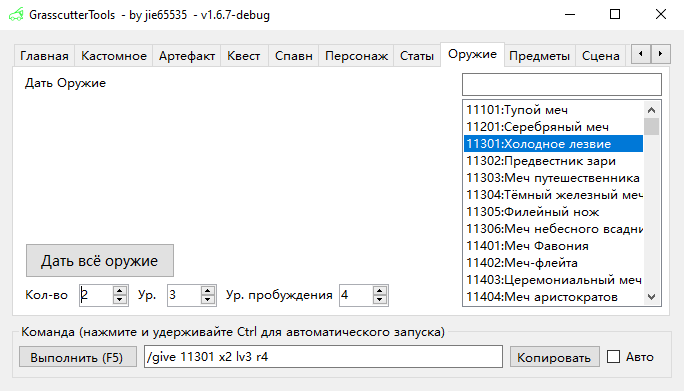 GrasscutterTools - by jie65535 - v1.6.7-debug
Главная Кастомное Артефакт Квест Спавн Персонаж Статы Оружие Предметы Сцена
Дать Оружие
11101:Тупой меч
11201:Серебряный меч
11301:Холодное лезвие
11302:Предвестник зари
11303:Меч путешественника
11304:Тёмный железный меч
11305:Филейный нож
11306:Меч небесного всадни
11401:Меч Фавония
11402:Меч-флейта
11403:Церемониальный меч
11404:Меч аристократов
Дать всё оружие
Кол-во 2 Ур. 3 Ур. пробуждения 4
Команда (нажмите и удерживайте Ctrl для автоматического запуска)
Выполнить (F5) /give 11301 x2 lv3 r4 Копировать Авто